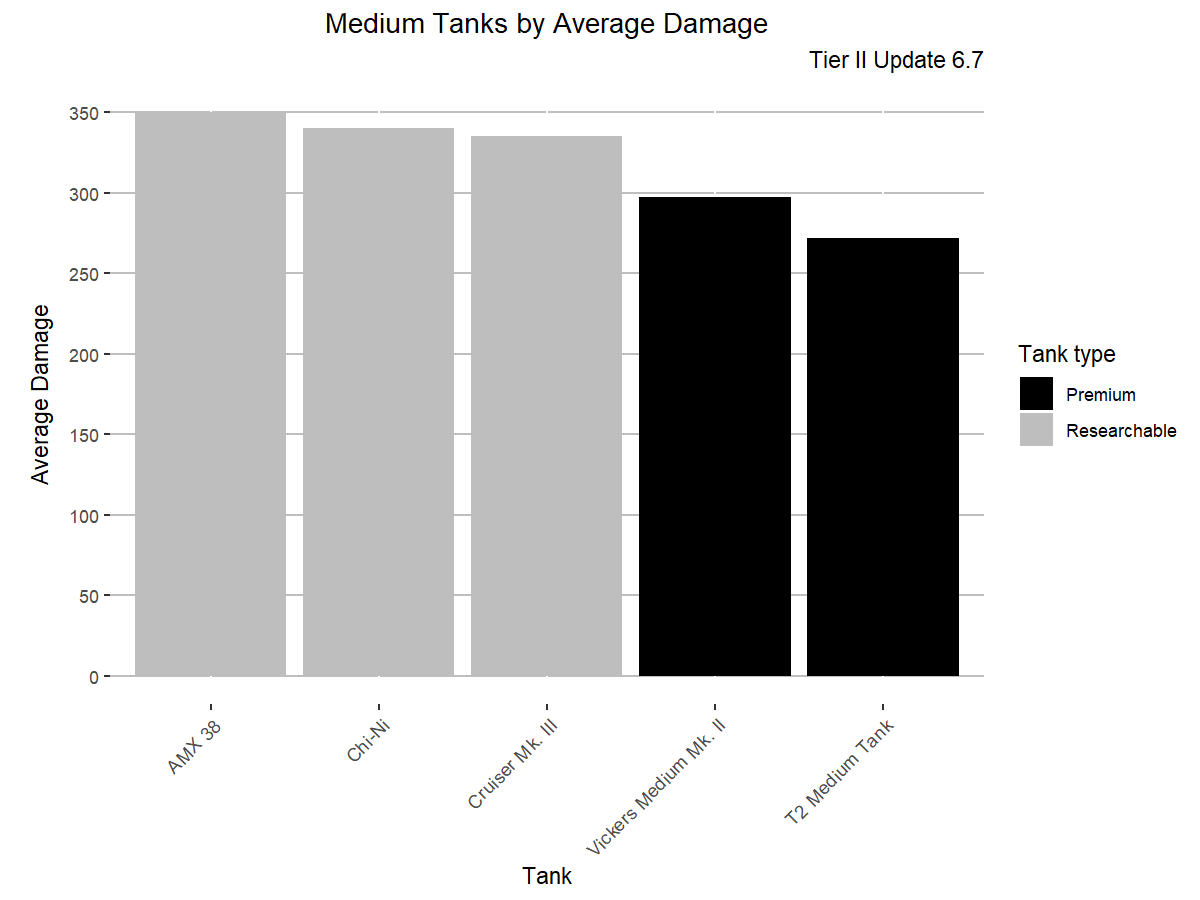 Medium Tanks by Average Damage
Tier II Update 6.7
350
300
250
200
150
100
50
0
Average Damage
AMX 38
Chi-Ni
Cruiser Mk. III
Vickers Medium Mk. II
T2 Medium Tank
Tank
Tank type
Premium
Researchable